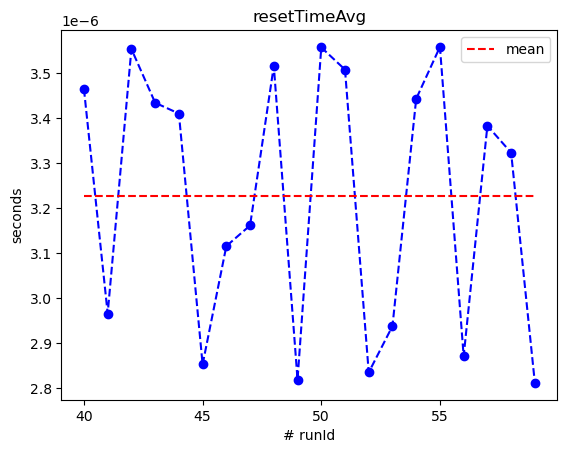 resetTimeAvg
1e−6
mean
3.5
3.4
3.3
3.2
3.1
3.0
2.9
2.8
seconds
40 45 50 55
# runId